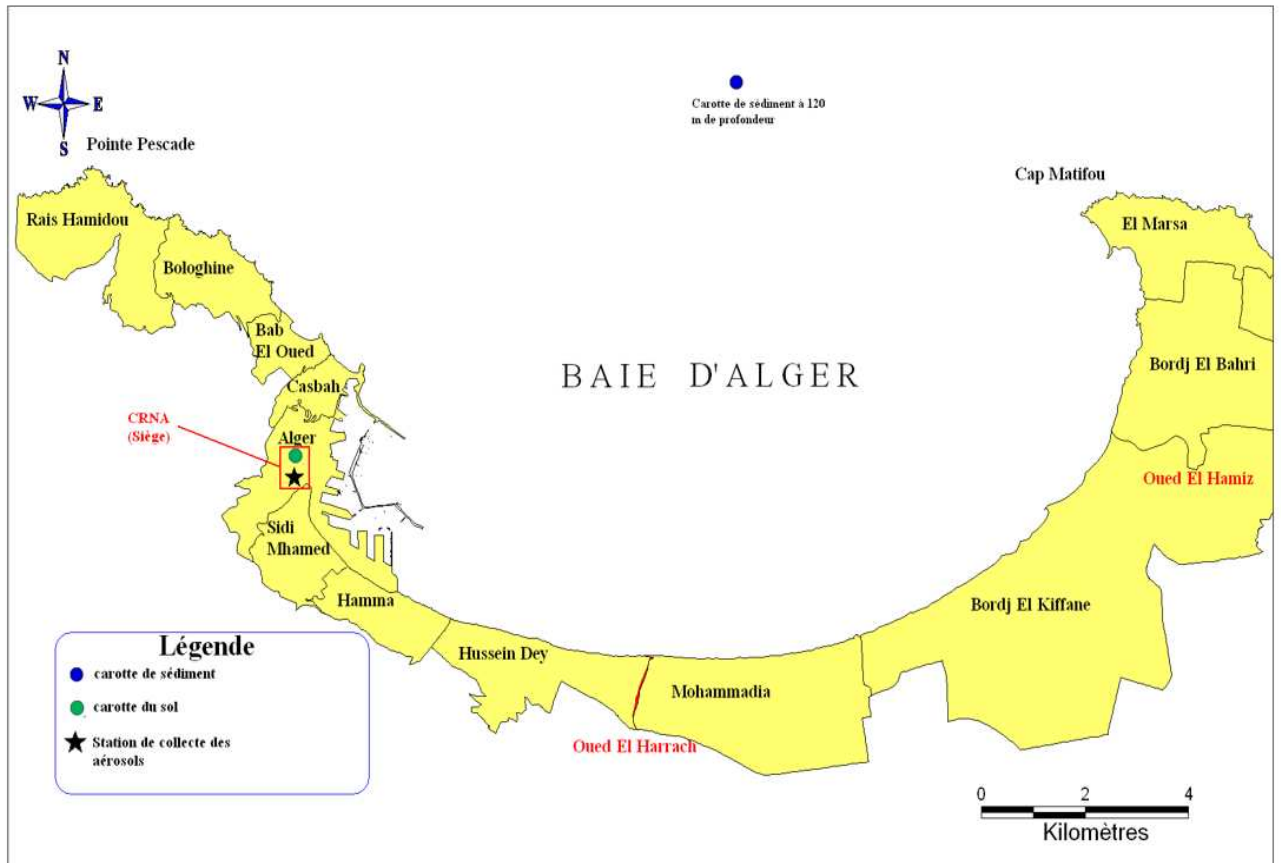 N
W E
S
Pointe Pescade
Carotte de sédiment à 120
m de profondeur
Cap Matifou
Rais Hamidou
El Marsa
Bologhine
Bab
El Oued
Casbah
BAIE D'ALGER
Bordj El Bahri
CRNA
(Siège)
Alger
Oued El Hamiz
Sidi
Mhamed
Hamma
Bordj El Kiffane
Hussein Dey
Mohammadia
Oued El Harrach
Légende
carotte de sédiment
carotte du sol
Station de collecte des
aérosols
0 2 4
Kilomètres